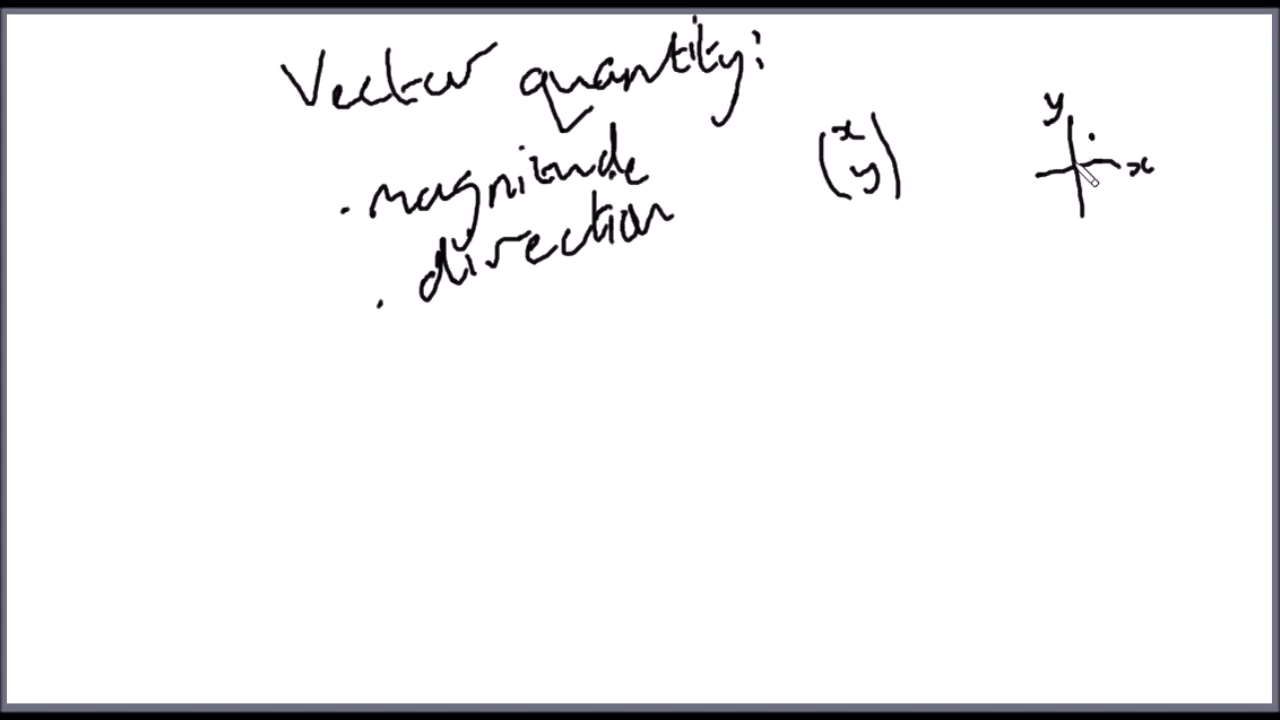 Vector quantity:
. magnitude
. direction
(x
y)
y
x